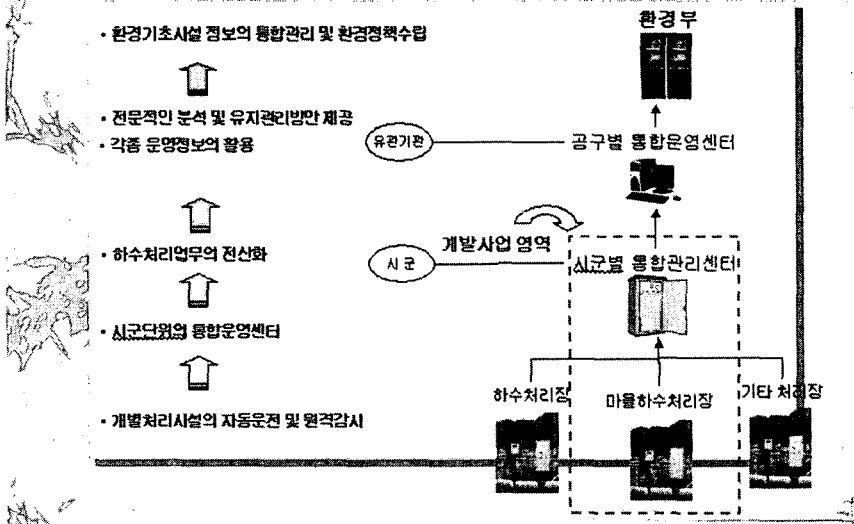 · 환경기초시설 정보의 통합관리 및 환경정책수립
· 전문적인 분석 및 유지관리방안 제공
· 각종 운영정보의 활용
· 하수처리업무의 전산화
· 시군단위의 통합운영센터
· 개별처리시설의 자동운전 및 원격감시
환경부
유관기관
공구별 통합운영센터
개발사업 영역
시군
시군별 통합관리센터
하수처리장
마을하수처리장
기타 처리장